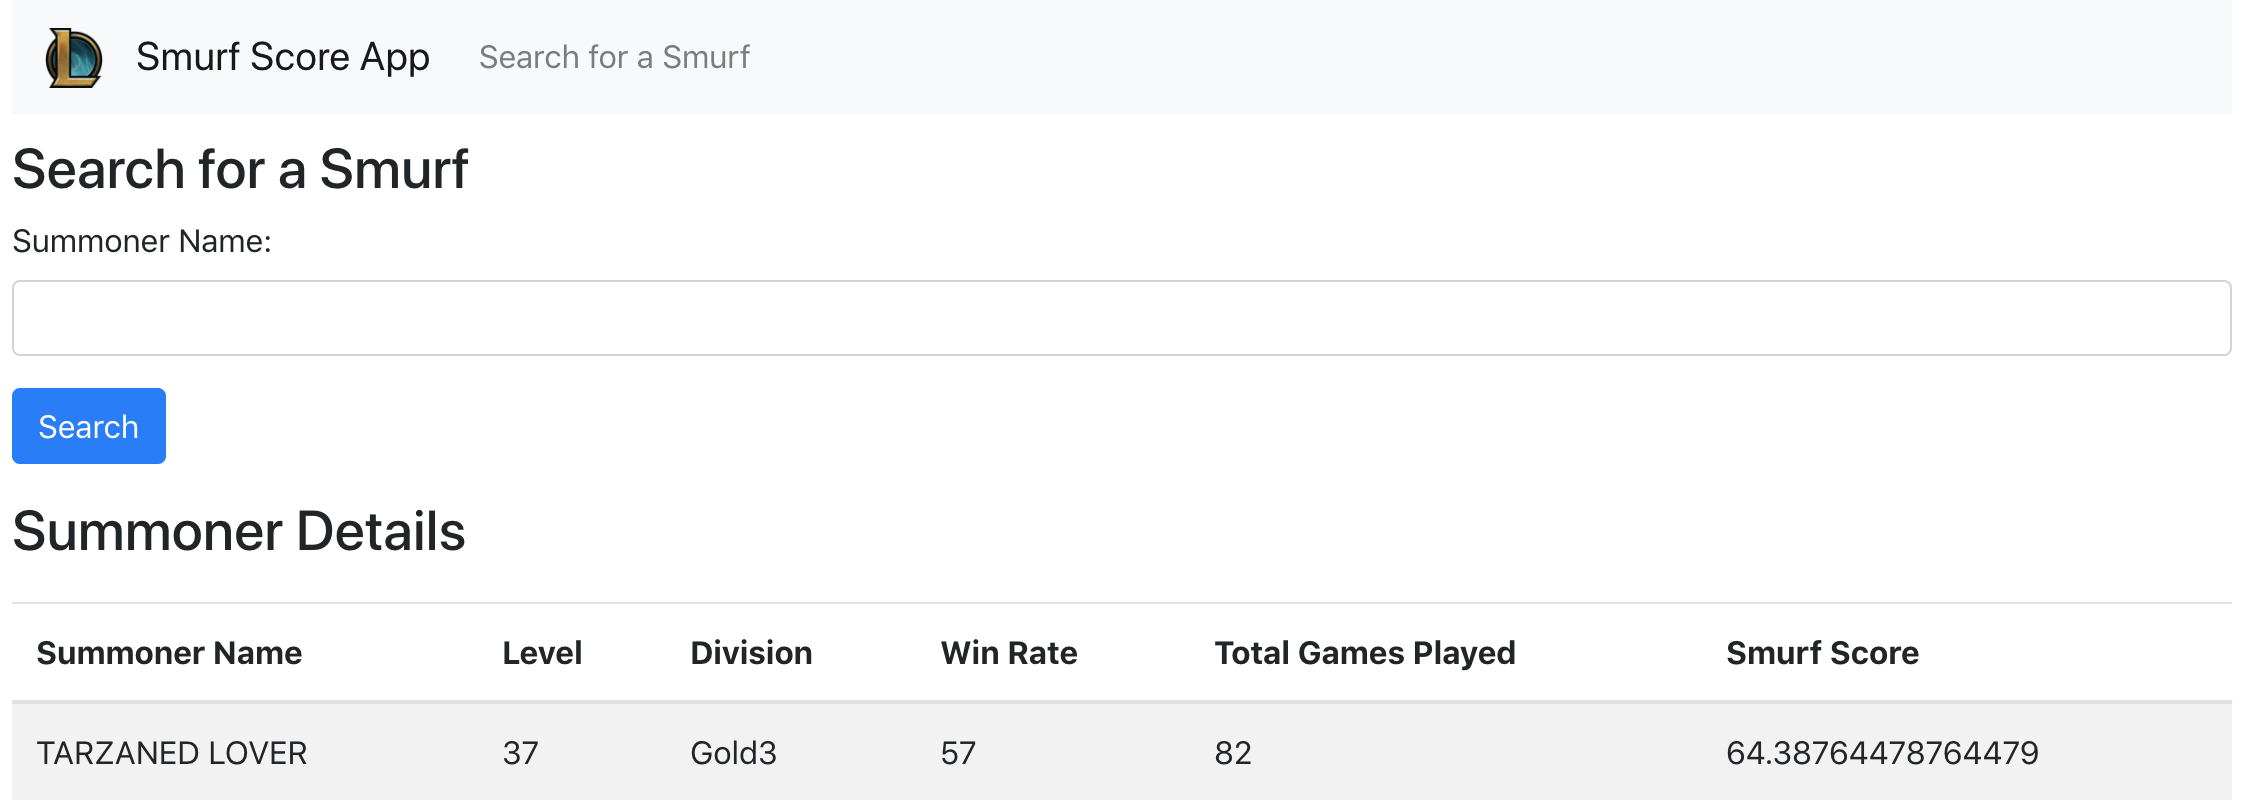 Smurf Score App Search for a Smurf
Search for a Smurf
Summoner Name:
Search
Summoner Details
Summoner Name Level Division Win Rate Total Games Played Smurf Score
TARZANED LOVER 37 Gold3 57 82 64.38764478764479